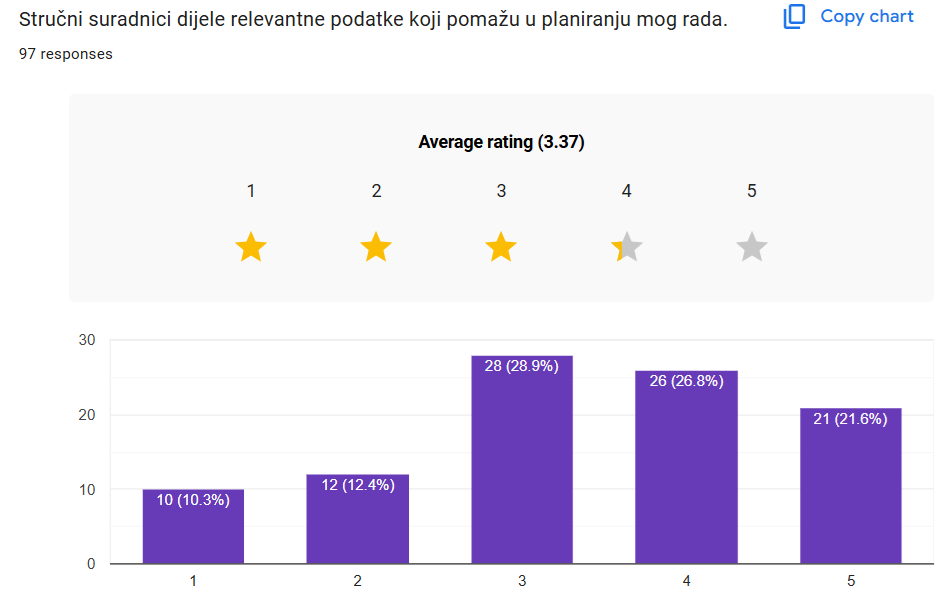 Stručni suradnici dijele relevantne podatke koji pomažu u planiranju mog rada.
Copy chart
97 responses
Average rating (3.37)
1 2 3 4 5
30
20
10
0
10 (10.3%)
12 (12.4%)
28 (28.9%)
26 (26.8%)
21 (21.6%)
1 2 3 4 5